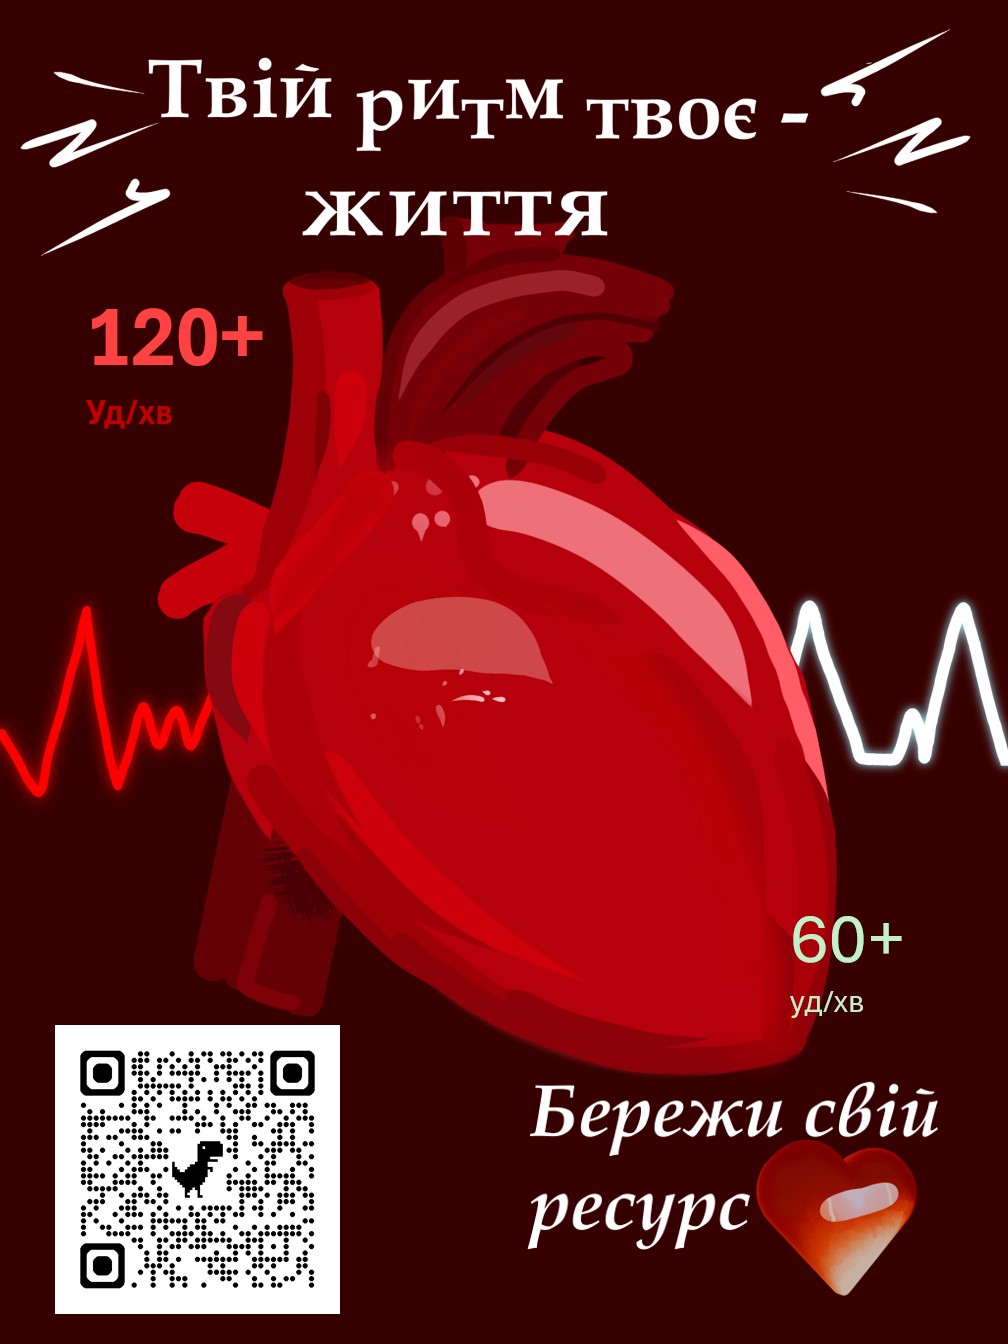 Твій ритм твоє -
життя
120+
Уд/хв
60+
уд/хв
Бережи свій
ресурс